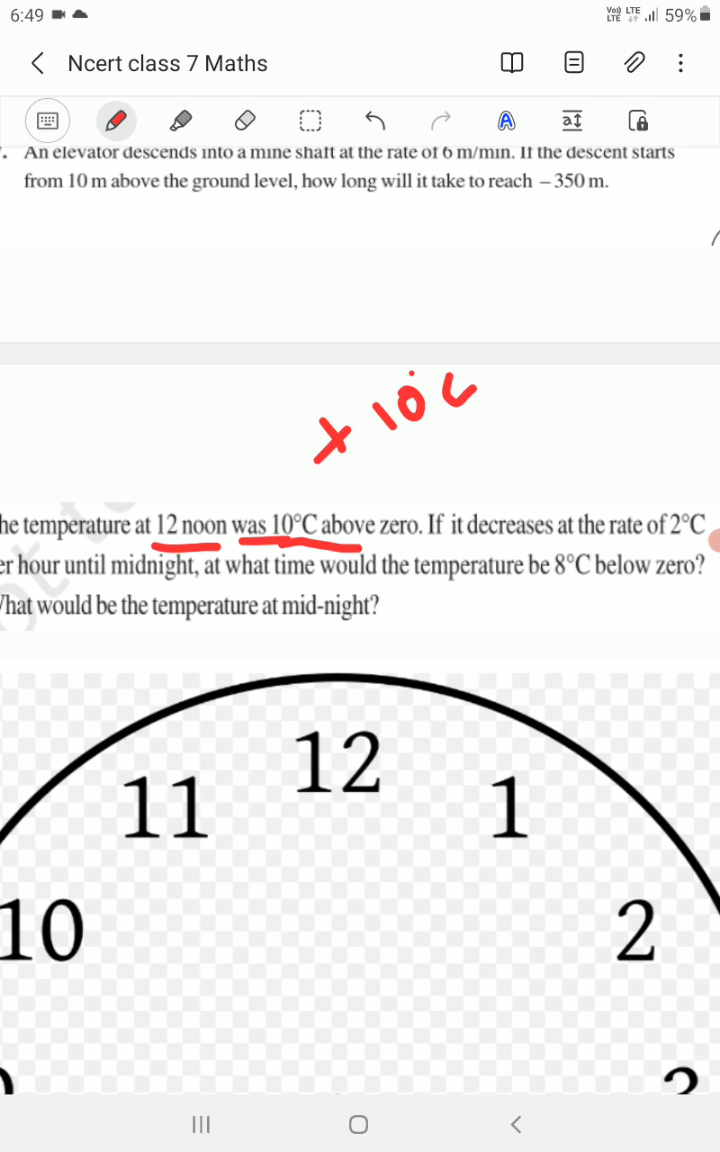 6:49 Vo) LTE LTE 59%
Ncert class 7 Maths
An elevator descends into a mine shaft at the rate of 6 m/min. If the descent starts
from 10 m above the ground level, how long will it take to reach – 350 m.
+ 10°C
he temperature at 12 noon was 10°C above zero. If it decreases at the rate of 2°C
er hour until midnight, at what time would the temperature be 8°C below zero?
hat would be the temperature at mid-night?
12
11 1
10 2